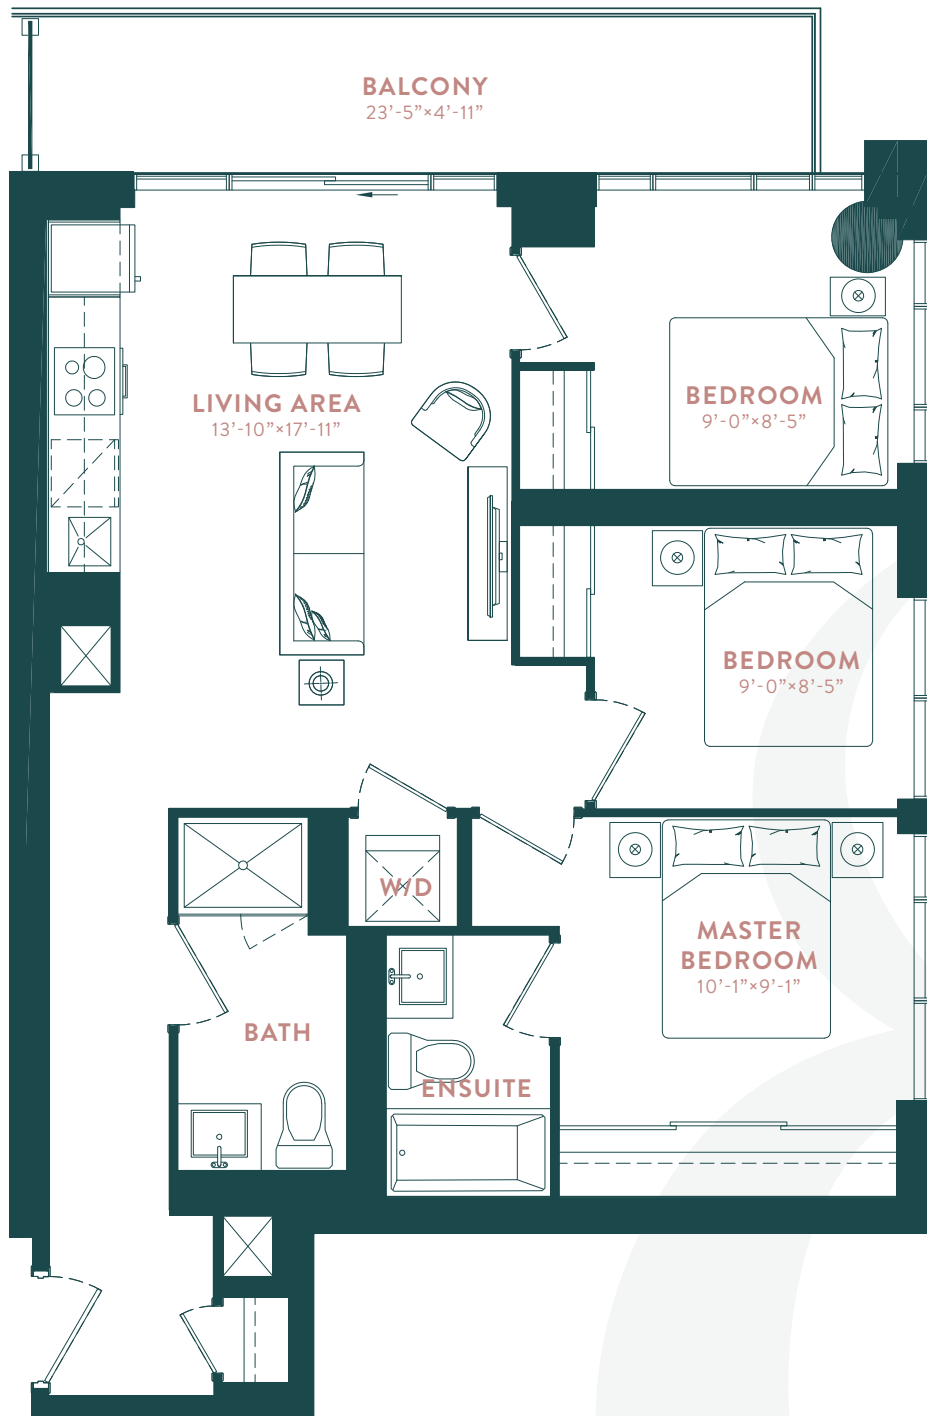 BALCONY
23’-5”×4’-11”
LIVING AREA
13’-10”×17’-11”
BEDROOM
9’-0”×8’-5”
BEDROOM
9’-0”×8’-5”
W/D
MASTER
BEDROOM
10’-1”×9’-1”
BATH
ENSUITE